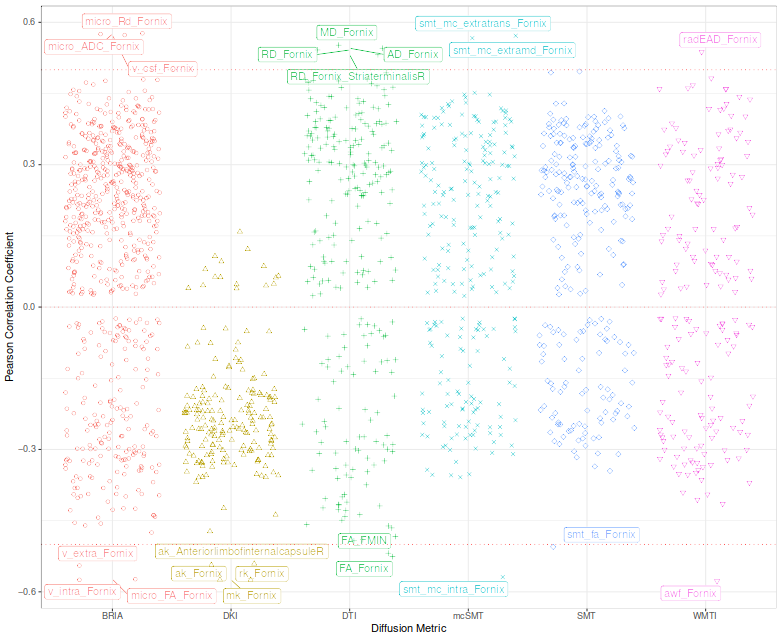 micro_Rd_Fornix
micro_ADC_Fornix
v_csf_Fornix
MD_Fornix
RD_Fornix
AD_Fornix
RD_Fornix_StriaterminalisR
smt_mc_extratrans_Fornix
smt_mc_extramd_Fornix
radEAD_Fornix
0.6
0.3
0.0
-0.3
-0.6
Pearson Correlation Coefficient
v_extra_Fornix
v_intra_Fornix
micro_FA_Fornix
ak_AnteriorlimbofinternalcapsuleR
ak_Fornix
rk_Fornix
mk_Fornix
FA_FMIN
FA_Fornix
smt_mc_intra_Fornix
smt_fa_Fornix
awf_Fornix
BRIA
DKI
DTI
mcSMT
SMT
WMTI
Diffusion Metric